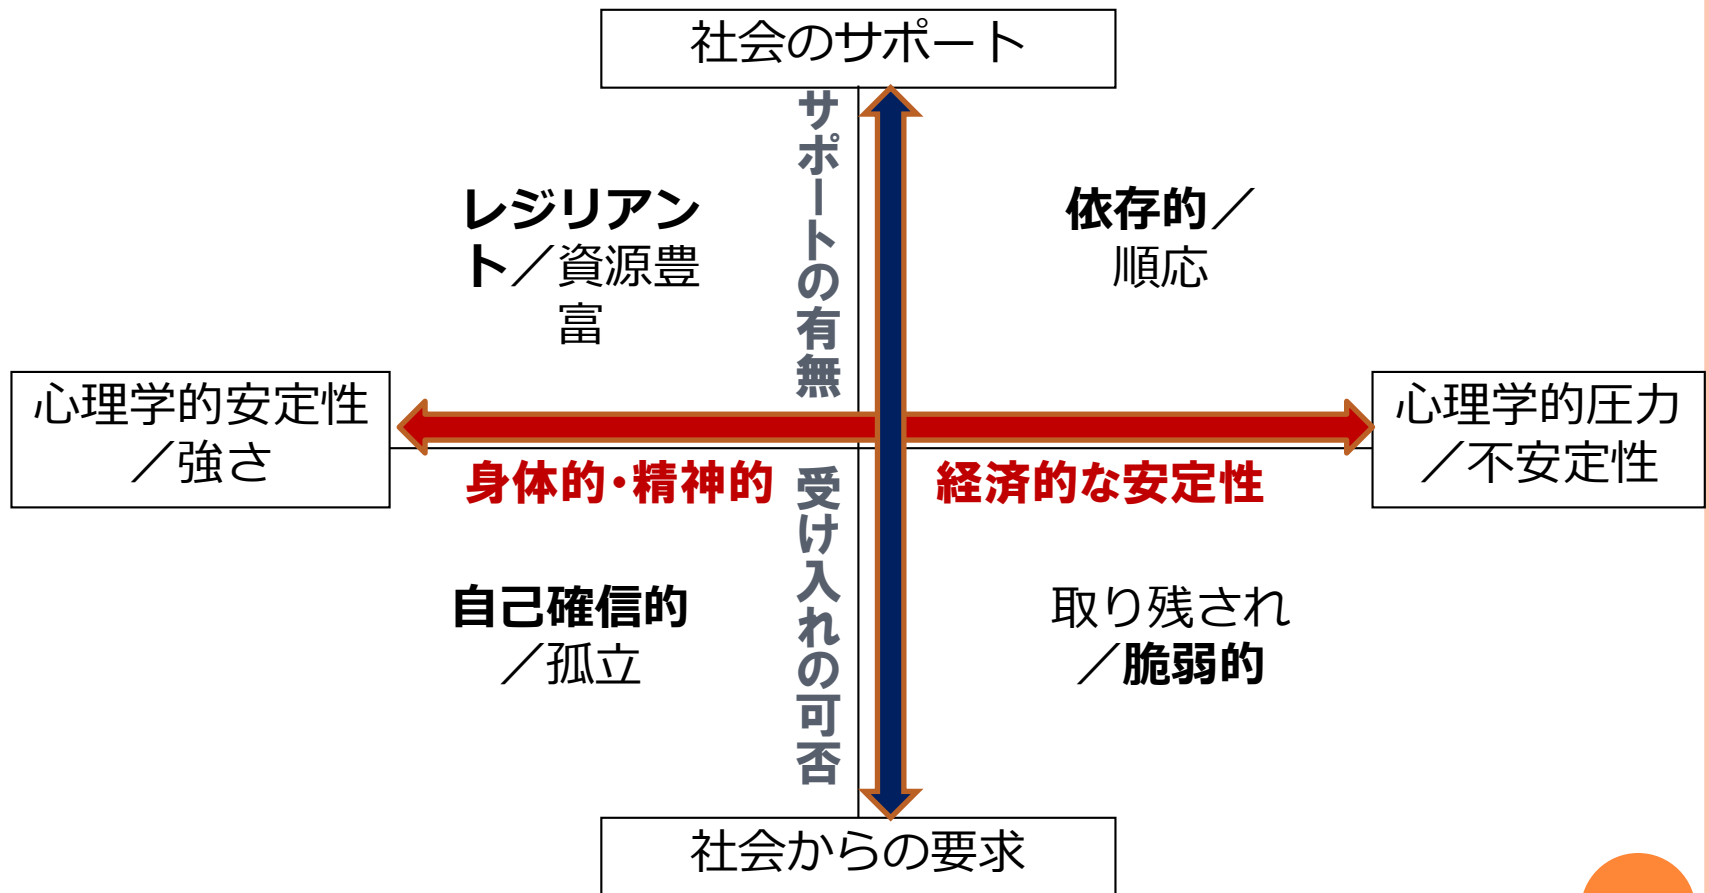 社会のサポート
サポートの有無
レジリアン
ト／資源豊
富
依存的／
順応
心理学的安定性
／強さ
心理学的圧力
／不安定性
身体的・精神的
経済的な安定性
受け入れの可否
自己確信的
／孤立
取り残され
／脆弱的
社会からの要求